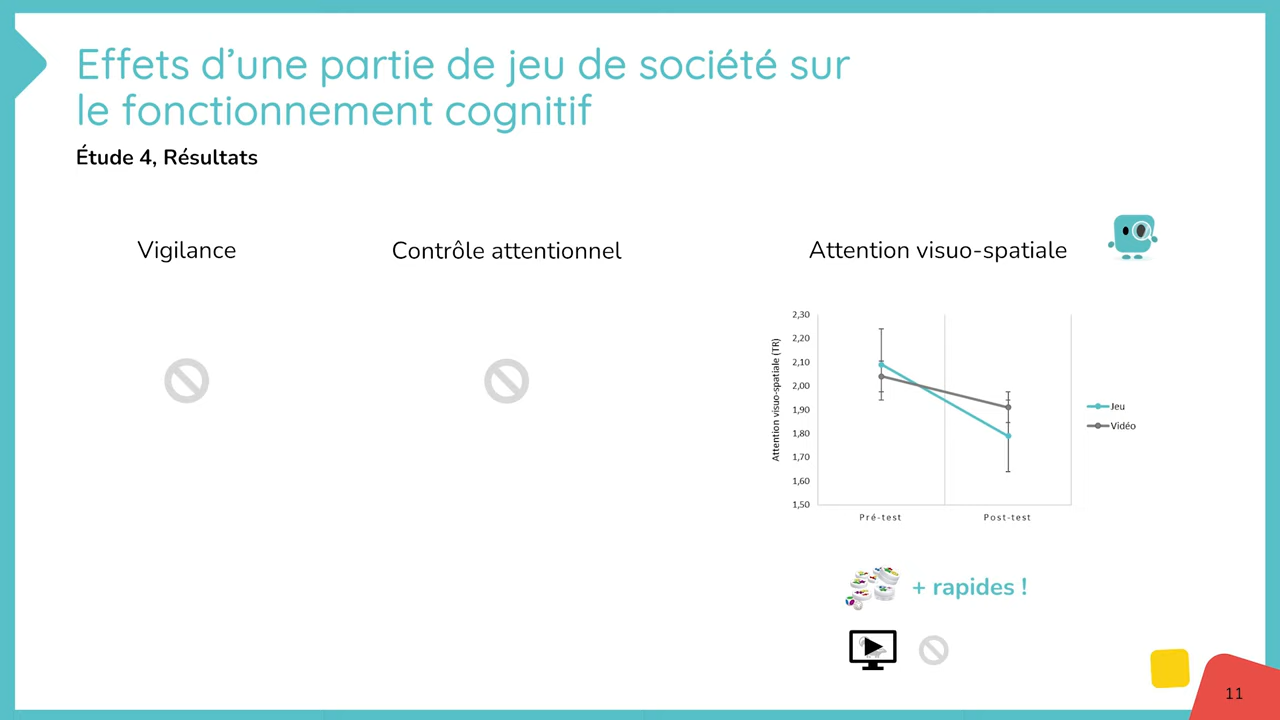 Effets d’une partie de jeu de société sur
le fonctionnement cognitif
Étude 4, Résultats
Vigilance
Contrôle attentionnel
Attention visuo-spatiale
Attention visuo-spatiale (TR)
2,30
2,20
2,10
2,00
1,90
1,80
1,70
1,60
1,50
Pré-test
Post-test
Jeu
Vidéo
+ rapides !
11